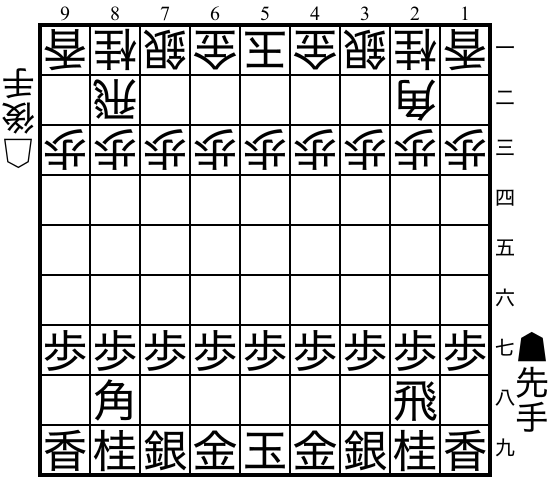 9 8 7 6 5 4 3 2 1
香 桂 銀 金 玉 金 銀 桂 香 一
飛 角 二
歩 歩 歩 歩 歩 歩 歩 歩 歩 三
四
五
六
歩 歩 歩 歩 歩 歩 歩 歩 歩 七
角 飛 八
香 桂 銀 金 玉 金 銀 桂 香 九
後手
先手